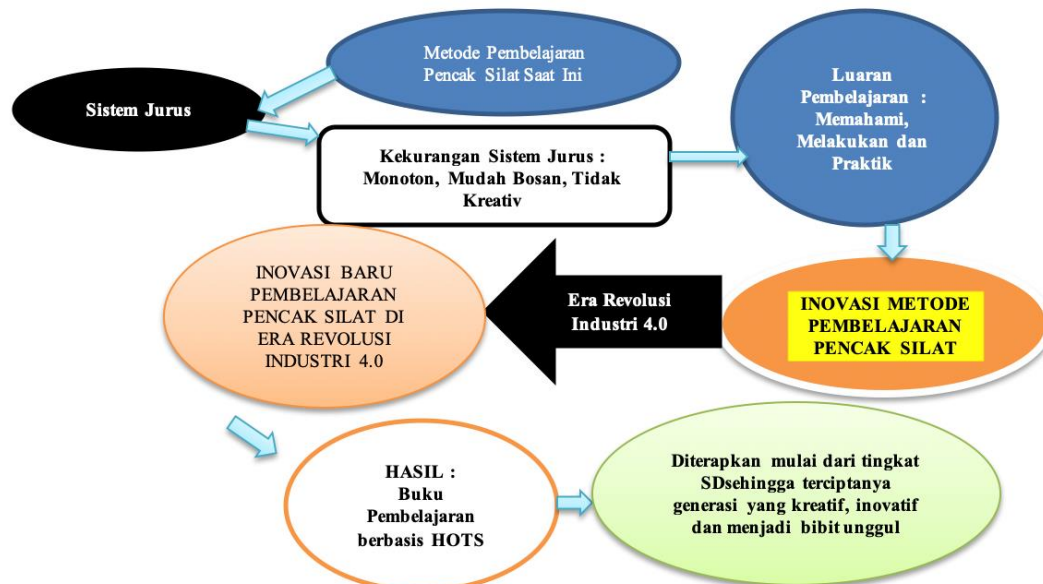 Metode Pembelajaran
Pencak Silat Saat Ini
Sistem Jurus
Kekurangan Sistem Jurus :
Monoton, Mudah Bosan, Tidak
Kreativ
Luaran
Pembelajaran :
Memahami,
Melakukan dan
Praktik
INOVASI METODE
PEMBELAJARAN
PENCAK SILAT
Era Revolusi
Industri 4.0
INOVASI BARU
PEMBELAJARAN
PENCAK SILAT DI
ERA REVOLUSI
INDUSTRI 4.0
HASIL :
Buku
Pembelajaran
berbasis HOTS
Diterapkan mulai dari tingkat
SDsehingga terciptanya
generasi yang kreatif, inovatif
dan menjadi bibit unggul